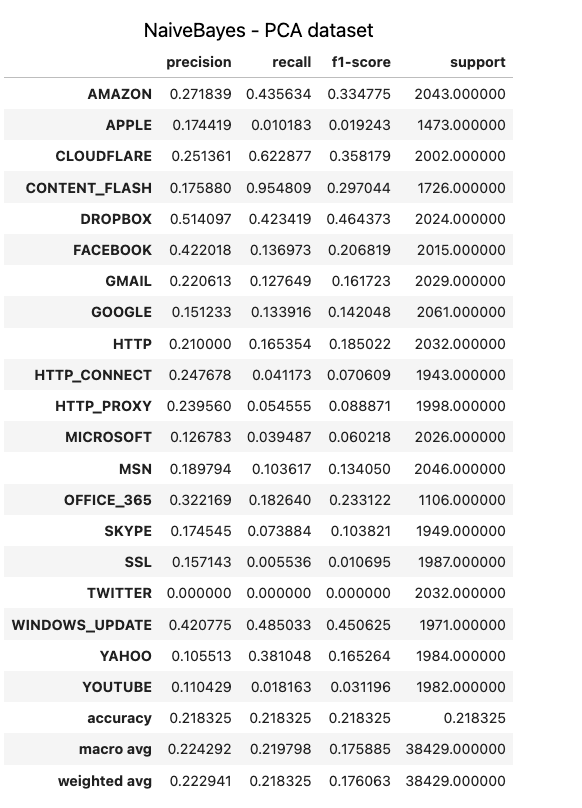 NaiveBayes - PCA dataset
precision recall f1-score support
AMAZON 0.271839 0.435634 0.334775 2043.000000
APPLE 0.174419 0.010183 0.019243 1473.000000
CLOUDFLARE 0.251361 0.622877 0.358179 2002.000000
CONTENT_FLASH 0.175880 0.954809 0.297044 1726.000000
DROPBOX 0.514097 0.423419 0.464373 2024.000000
FACEBOOK 0.422018 0.136973 0.206819 2015.000000
GMAIL 0.220613 0.127649 0.161723 2029.000000
GOOGLE 0.151233 0.133916 0.142048 2061.000000
HTTP 0.210000 0.165354 0.185022 2032.000000
HTTP_CONNECT 0.247678 0.041173 0.070609 1943.000000
HTTP_PROXY 0.239560 0.054555 0.088871 1998.000000
MICROSOFT 0.126783 0.039487 0.060218 2026.000000
MSN 0.189794 0.103617 0.134050 2046.000000
OFFICE_365 0.322169 0.182640 0.233122 1106.000000
SKYPE 0.174545 0.073884 0.103821 1949.000000
SSL 0.157143 0.005536 0.010695 1987.000000
TWITTER 0.000000 0.000000 0.000000 2032.000000
WINDOWS_UPDATE 0.420775 0.485033 0.450625 1971.000000
YAHOO 0.105513 0.381048 0.165264 1984.000000
YOUTUBE 0.110429 0.018163 0.031196 1982.000000
accuracy 0.218325 0.218325 0.218325 0.218325
macro avg 0.224292 0.219798 0.175885 38429.000000
weighted avg 0.222941 0.218325 0.176063 38429.000000